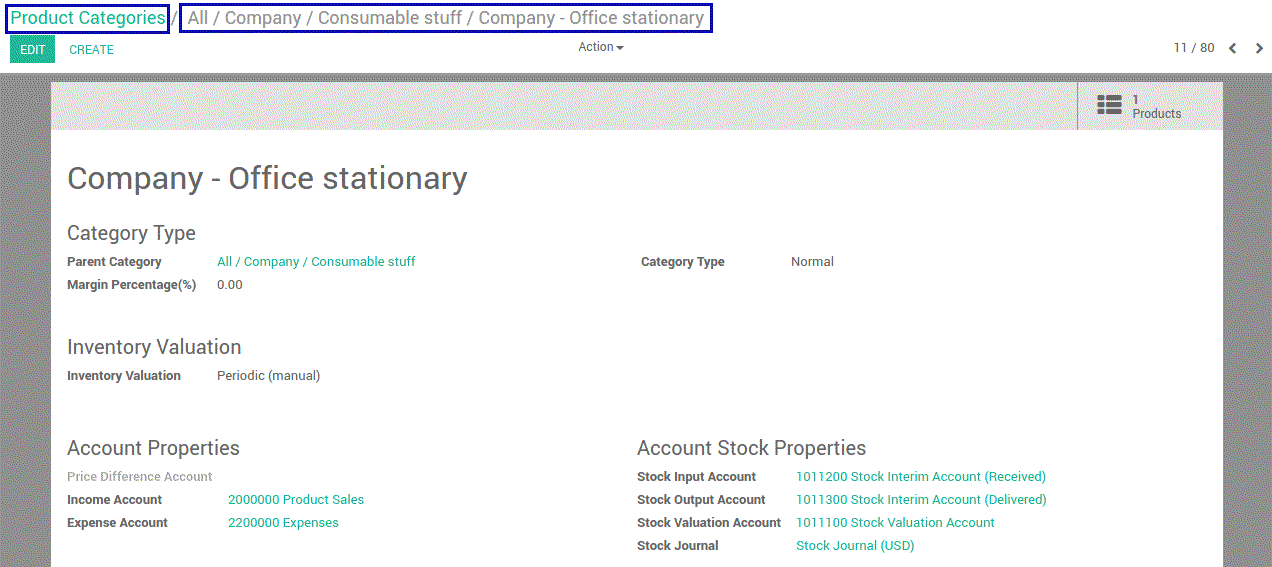 Product Categories / All / Company / Consumable stuff / Company - Office stationary
EDIT CREATE Action 11 / 80
1
Products
Company - Office stationary
Category Type
Parent Category All / Company / Consumable stuff Category Type Normal
Margin Percentage(%) 0.00
Inventory Valuation
Inventory Valuation Periodic (manual)
Account Properties Account Stock Properties
Price Difference Account Stock Input Account 1011200 Stock Interim Account (Received)
Income Account 2000000 Product Sales Stock Output Account 1011300 Stock Interim Account (Delivered)
Expense Account 2200000 Expenses Stock Valuation Account 1011100 Stock Valuation Account
Stock Journal Stock Journal (USD)